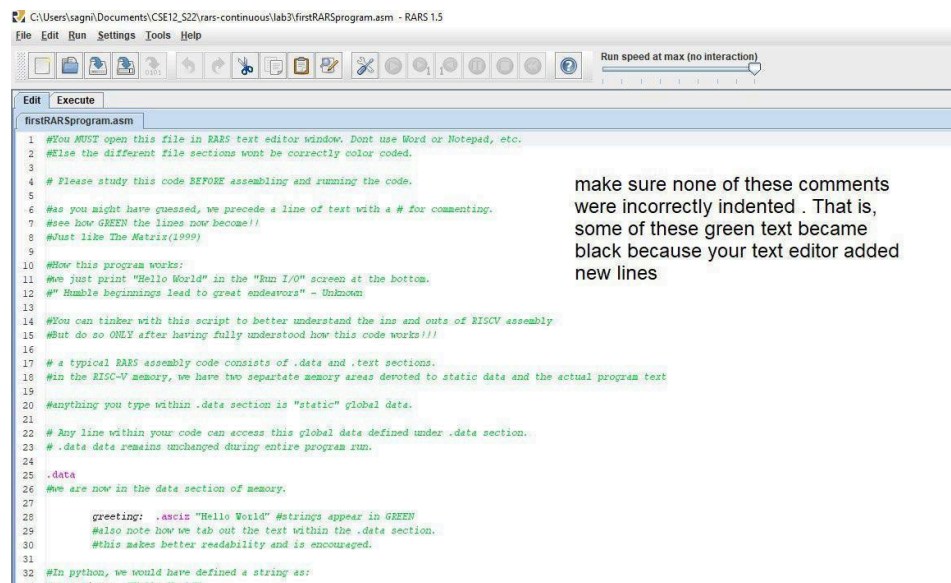 C:\Users\sagni\Documents\CSE12_S22\rars-continuous\lab3\firstRARSprogram.asm - RARS 1.5
File Edit Run Settings Tools Help
Run speed at max (no interaction)
Edit Execute
firstRARSprogram.asm
1 #You MUST open this file in RARS text editor window. Dont use Word or Notepad, etc.
2 #Else the different file sections wont be correctly color coded.
3
4 # Please study this code BEFORE assembling and running the code.
5
6 #as you might have guessed, we precede a line of text with a # for commenting.
7 #see how GREEN the lines now become!!
8 #Just like The Matrix(1999)
9
10 #How this program works:
11 #we just print "Hello World" in the "Run I/O" screen at the bottom.
12 #" Humble beginnings lead to great endeavors" - Unknown
13
14 #You can tinker with this script to better understand the ins and outs of RISCV assembly
15 #But do so ONLY after having fully understood how this code works!!!
16
17 # a typical RARS assembly code consists of .data and .text sections.
18 #in the RISC-V memory, we have two separtate memory areas devoted to static data and the actual program text
19
20 #anything you type within .data section is "static" global data.
21
22 # Any line within your code can access this global data defined under .data section.
23 # .data data remains unchanged during entire program run.
24
25 .data
26 #we are now in the data section of memory.
27
28 greeting: .asciz "Hello World" #strings appear in GREEN
29 #also note how we tab out the text within the .data section.
30 #this makes better readability and is encouraged.
31
32 #In python, we would have defined a string as:
make sure none of these comments
were incorrectly indented . That is,
some of these green text became
black because your text editor added
new lines